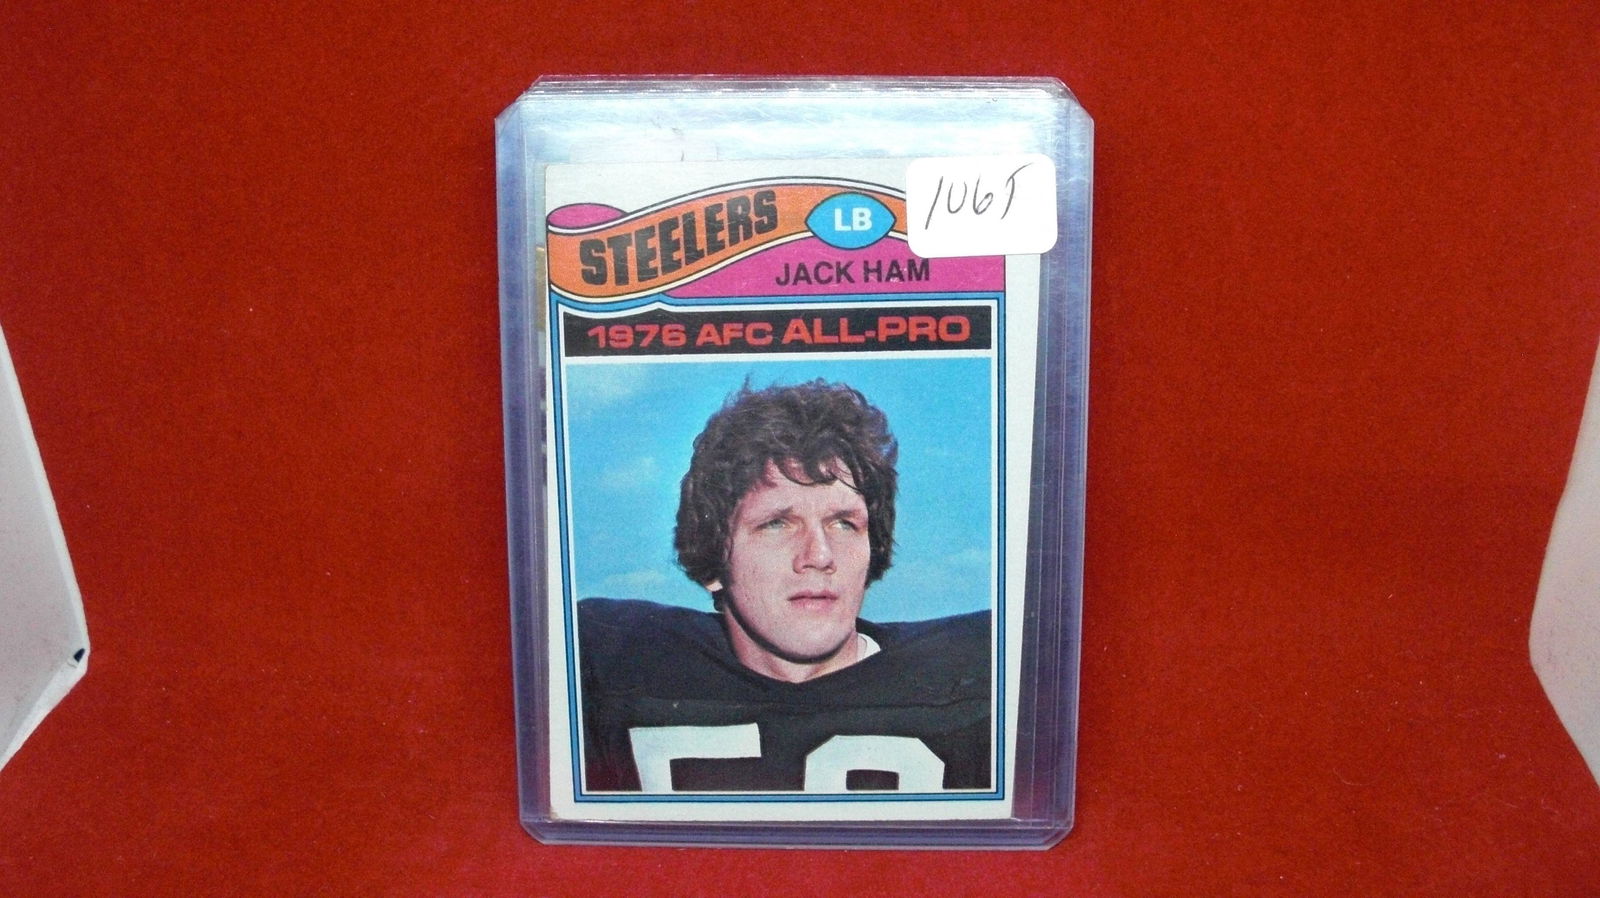 106T
STEELERS
LB
JACK HAM
1976 AFC ALL-PRO